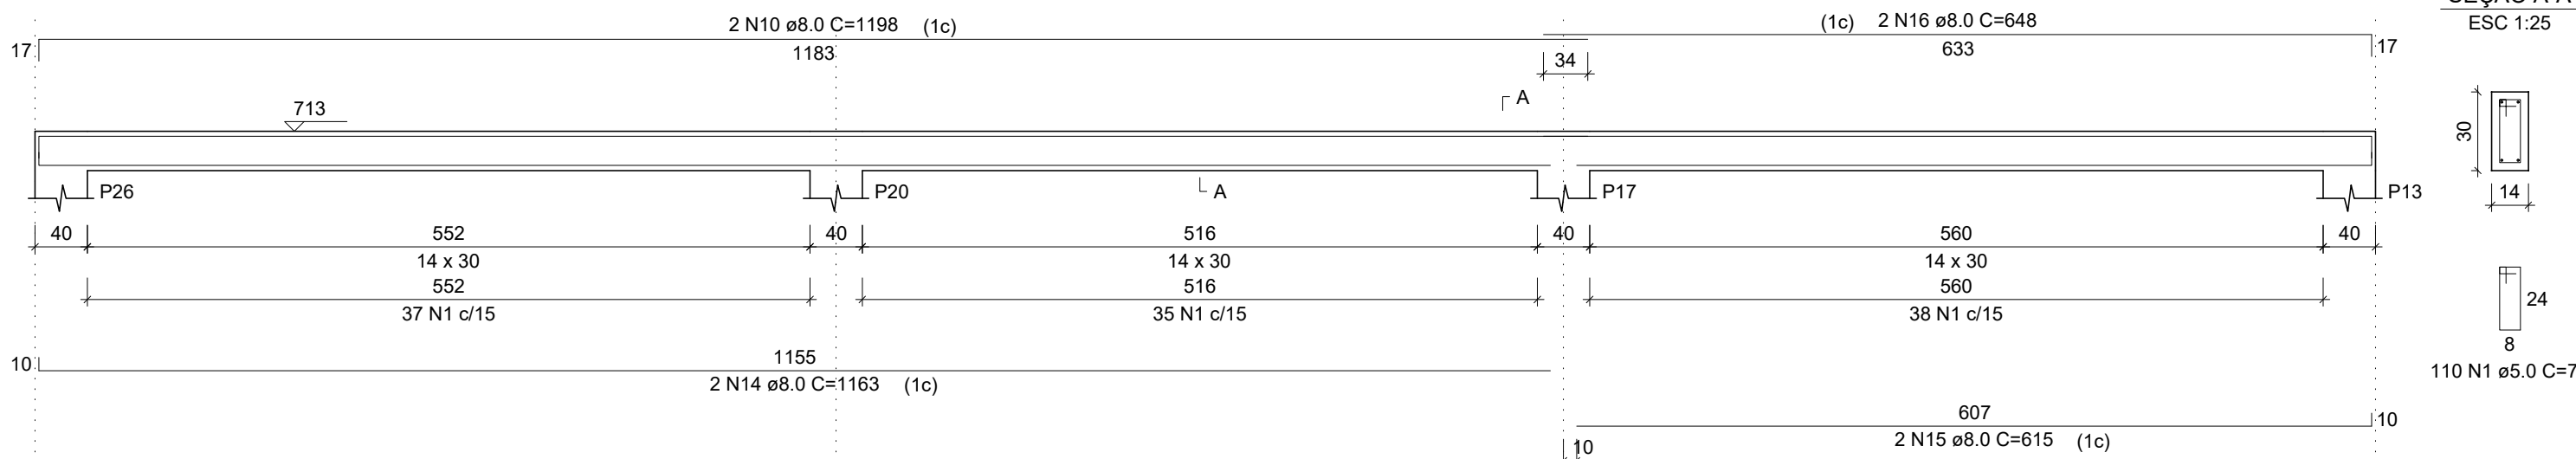 2 N10 ø8.0 C=1198 (1c)
(1c) 2 N16 ø8.0 C=648
17
1183
34
633
17
ESC 1:25
713
A
30
14
P26
P20
A
P17
P13
40
552
40
516
40
560
40
14 x 30
14 x 30
14 x 30
552
516
560
37 N1 c/15
35 N1 c/15
38 N1 c/15
24
8
110 N1 ø5.0 C=7
10
1155
2 N14 ø8.0 C=1163 (1c)
607
10
2 N15 ø8.0 C=615 (1c)
10